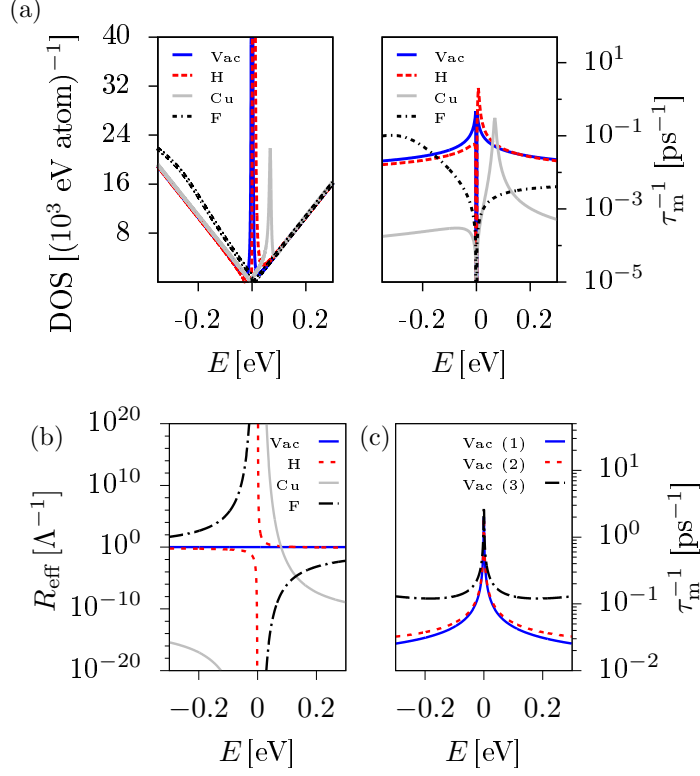 (a)
DOS [(10³ eV atom)⁻¹]
40
32
24
16
8
Vac
H
Cu
F
-0.2 0 0.2
E [eV]
Vac
H
Cu
F
10¹
10⁻¹
10⁻³
10⁻⁵
τₘ⁻¹ [ps⁻¹]
-0.2 0 0.2
E [eV]
(b)
R_eff [Λ⁻¹]
10²⁰
10¹⁰
10⁰
10⁻¹⁰
10⁻²⁰
Vac
H
Cu
F
−0.2 0 0.2
E [eV]
(c)
Vac (1)
Vac (2)
Vac (3)
10¹
10⁰
10⁻¹
10⁻²
τₘ⁻¹ [ps⁻¹]
−0.2 0 0.2
E [eV]